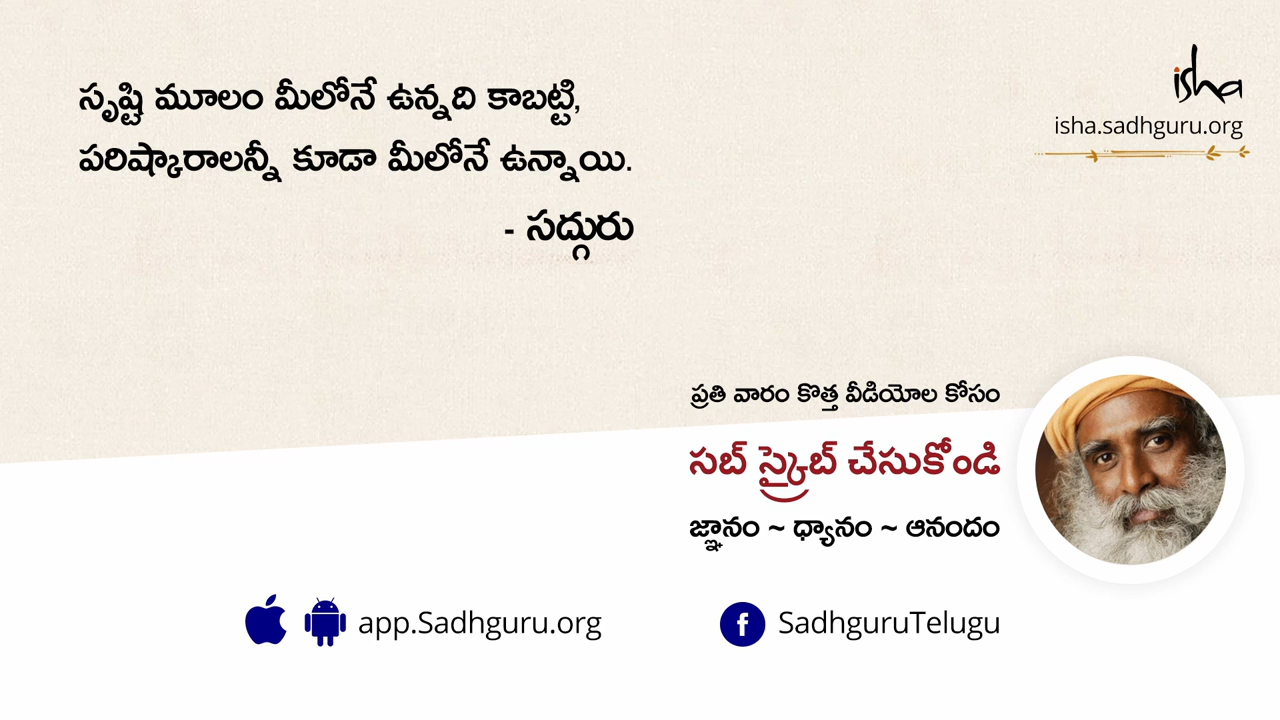 సృష్టి మూలం మీలోనే ఉన్నది కాబట్టి,
పరిష్కారాలన్నీ కూడా మీలోనే ఉన్నాయి.
- సద్గురు
isha
isha.sadhguru.org
ప్రతి వారం కొత్త వీడియోల కోసం
సబ్ స్క్రైబ్ చేసుకోండి
జ్ఞానం ~ ధ్యానం ~ ఆనందం
app.Sadhguru.org
SadhguruTelugu